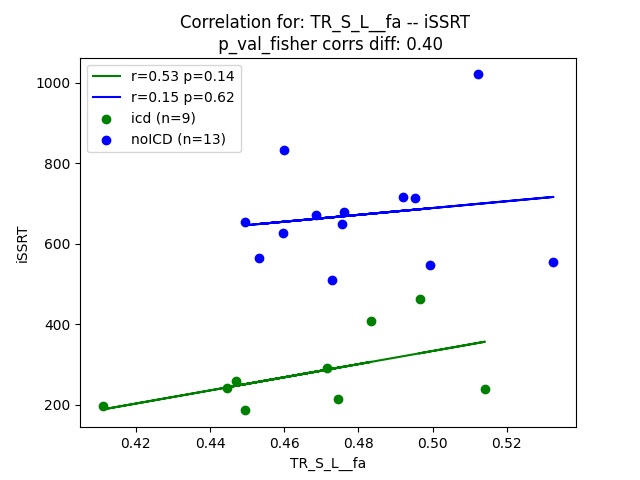 Correlation for: TR_S_L__fa -- iSSRT
p_val_fisher corrs diff: 0.40
r=0.53 p=0.14
r=0.15 p=0.62
icd (n=9)
noICD (n=13)
1000
800
600
400
200
iSSRT
0.42 0.44 0.46 0.48 0.50 0.52
TR_S_L__fa